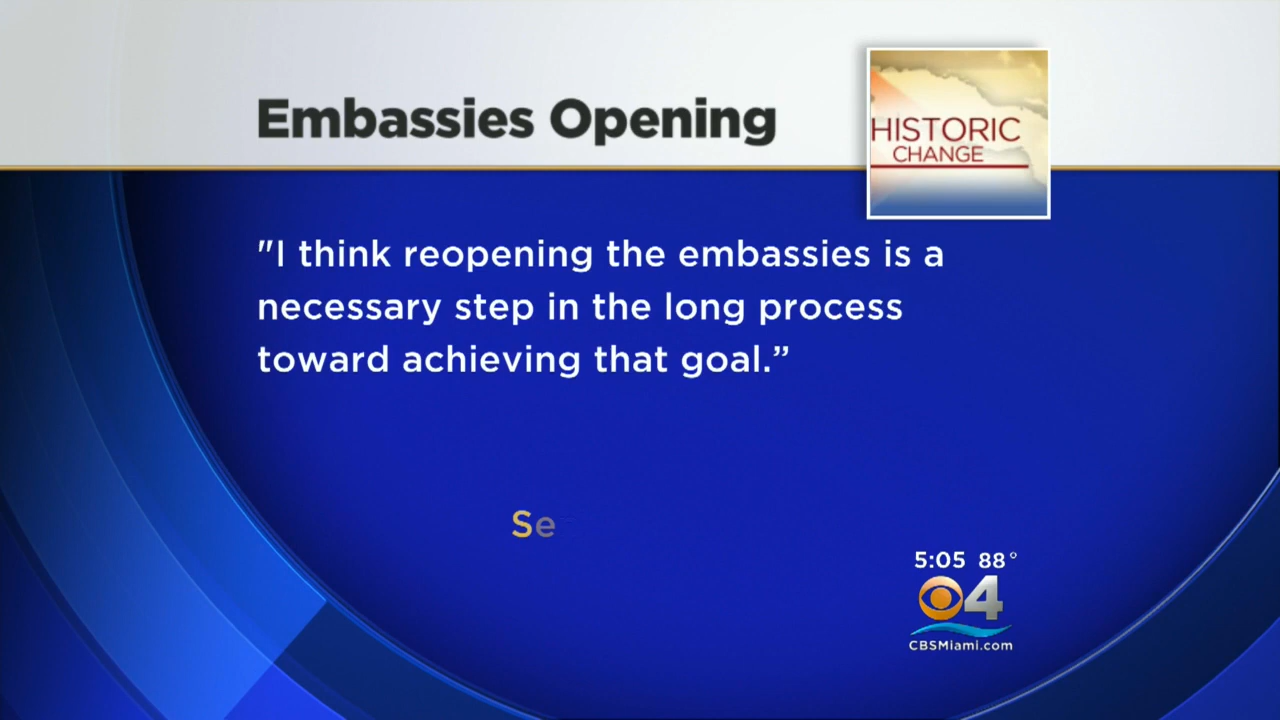 Embassies Opening
HISTORIC
CHANGE
"I think reopening the embassies is a
necessary step in the long process
toward achieving that goal.”
Se
5:05 88°
4
CBSMiami.com